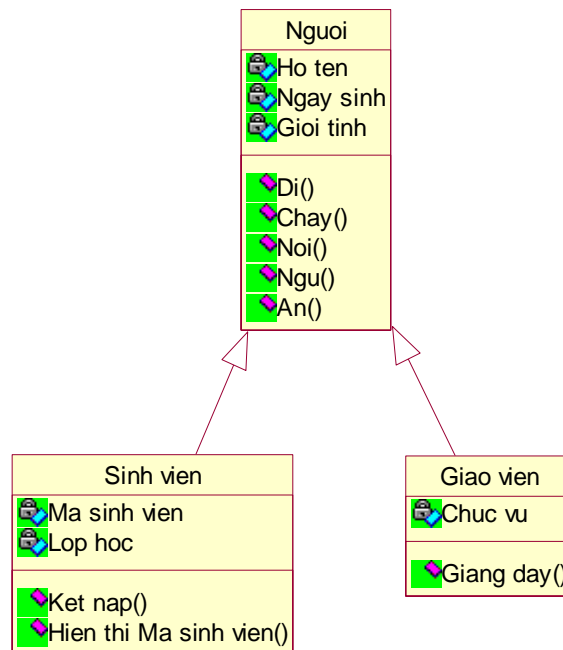 Nguoi
Ho ten
Ngay sinh
Gioi tinh
Di()
Chay()
Noi()
Ngu()
An()
Sinh vien
Ma sinh vien
Lop hoc
Ket nap()
Hien thi Ma sinh vien()
Giao vien
Chuc vu
Giang day()